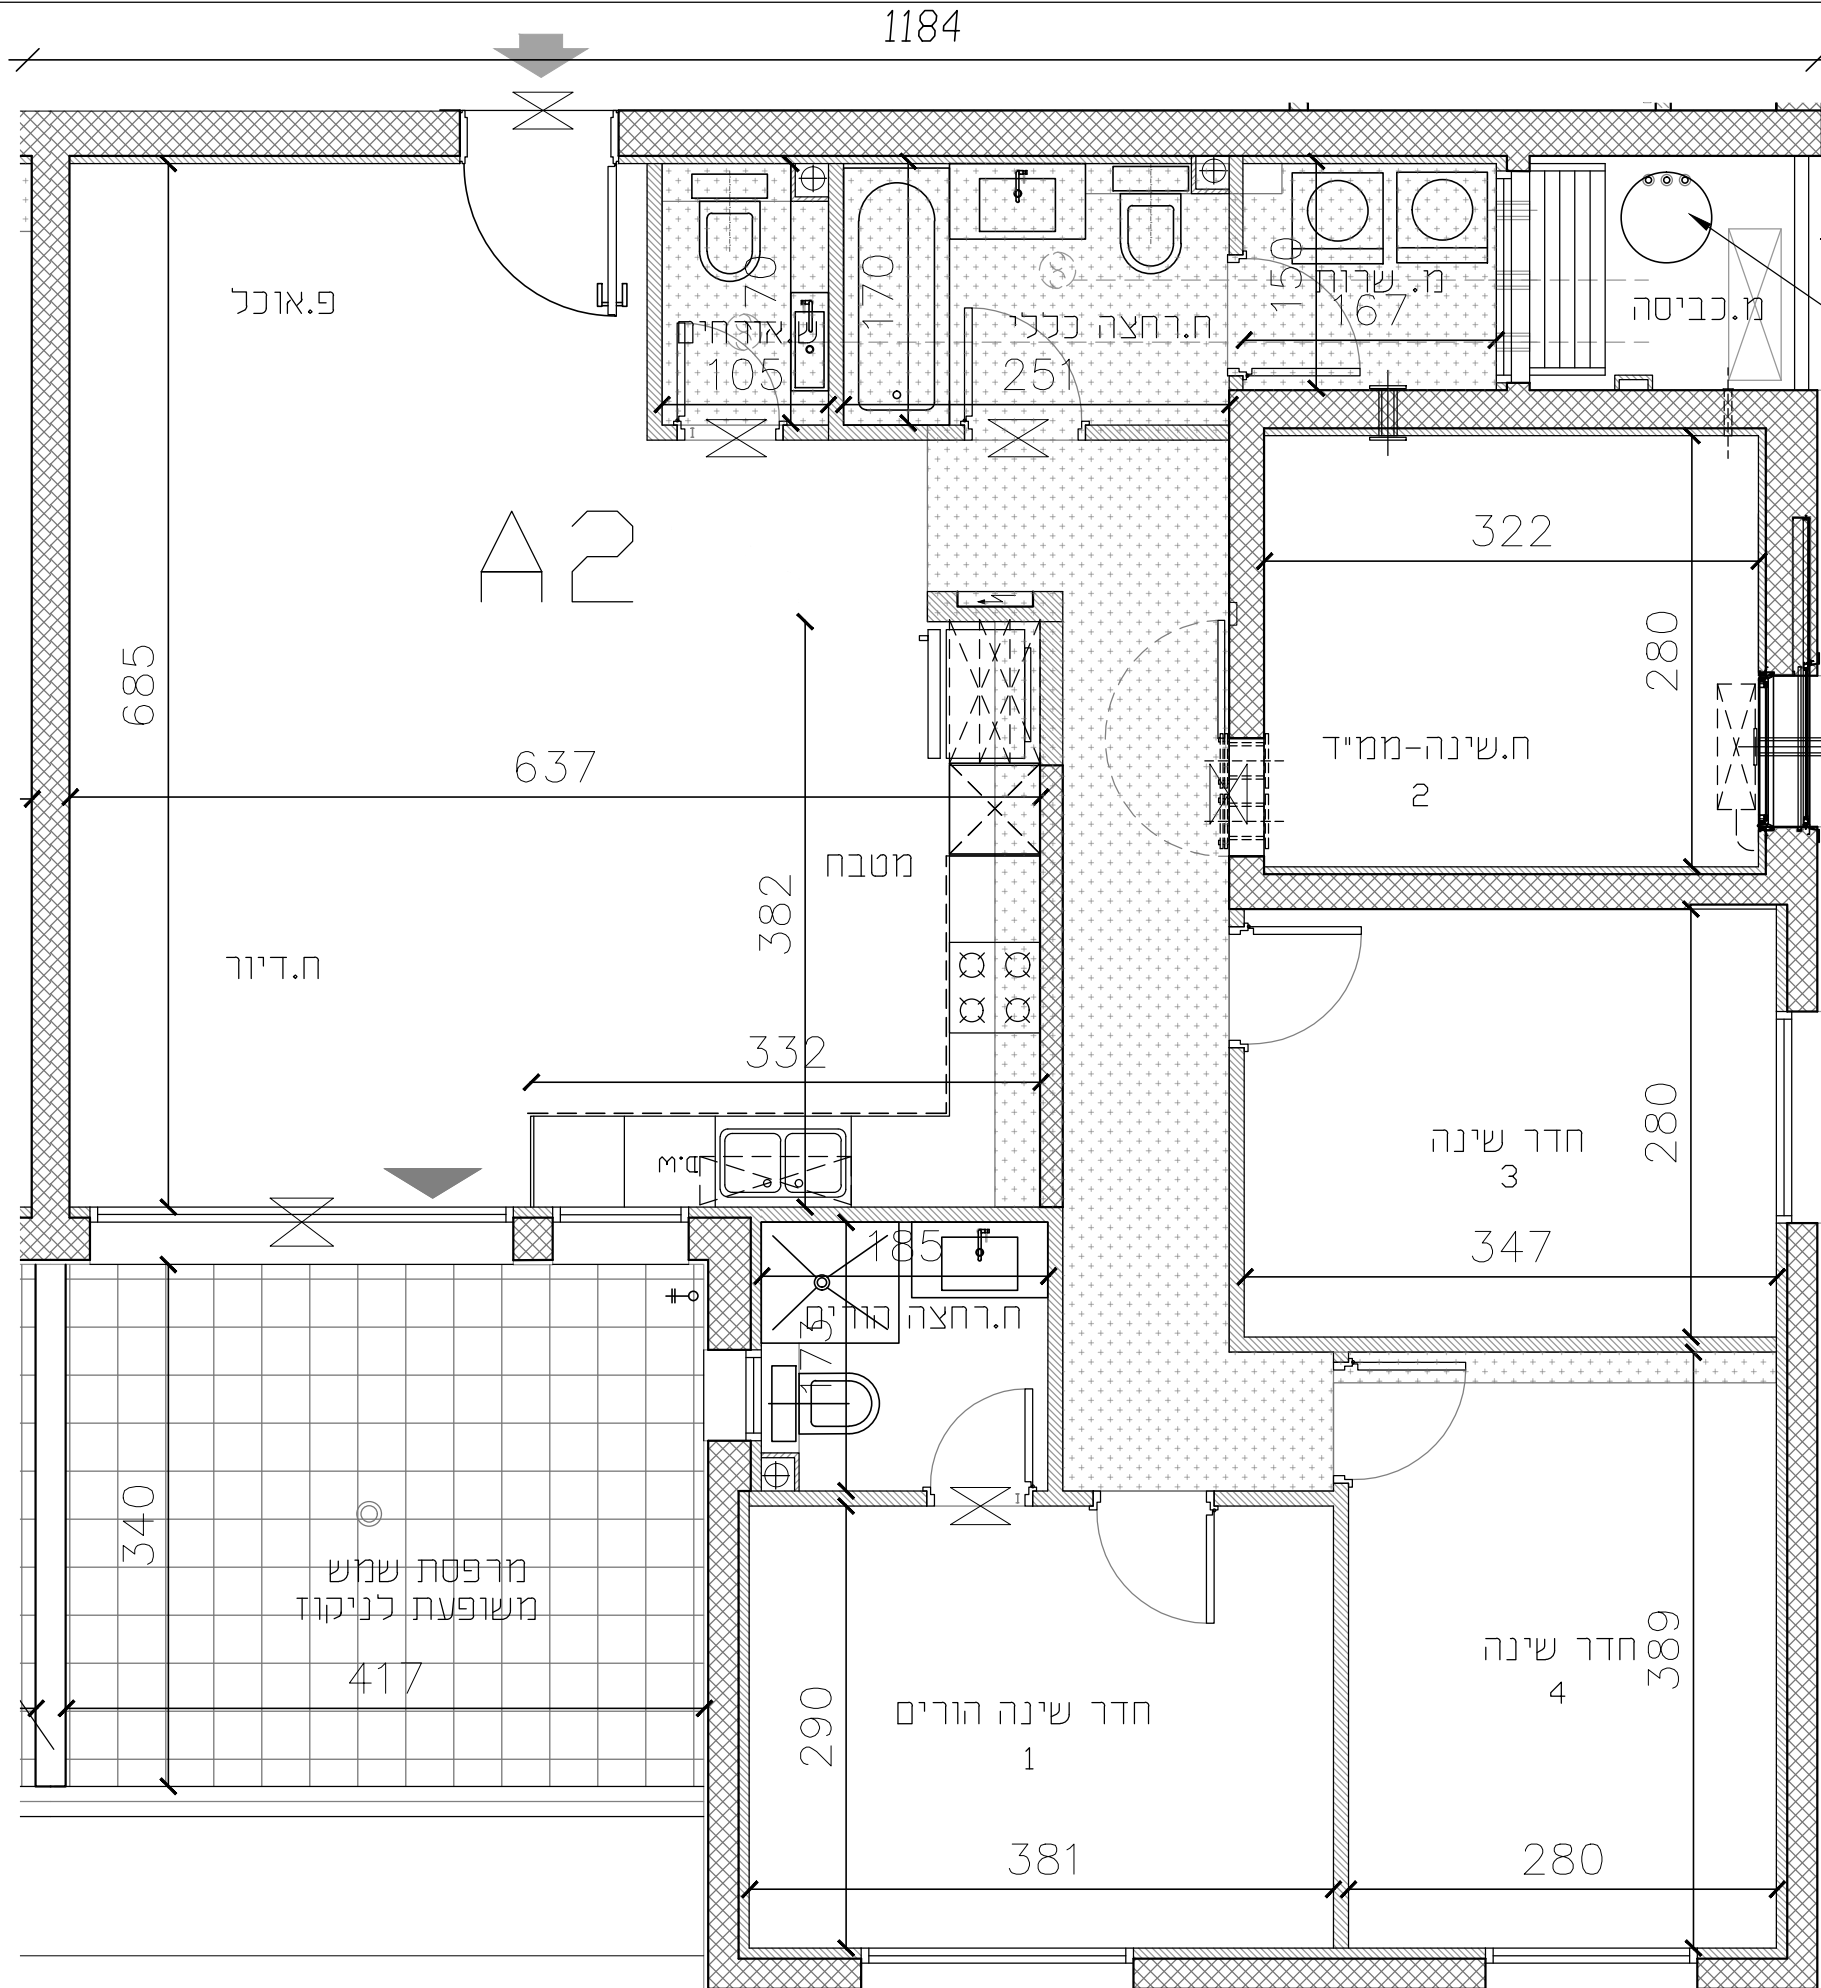 1184
פ.אוכל
170
ש.אורחים
105
170
ח.רחצה כללי
251
150
מ. שרות
167
מ.כביסה
A2
322
280
685
637
ח.שינה-ממ"ד
2
מטבח
382
ח.דיור
332
280
חדר שינה
3
מ.כ
347
185
ח.רחצה הורים
340
מרפסת שמש
משופעת לניקוז
417
389
חדר שינה
4
290
חדר שינה הורים
1
381
280